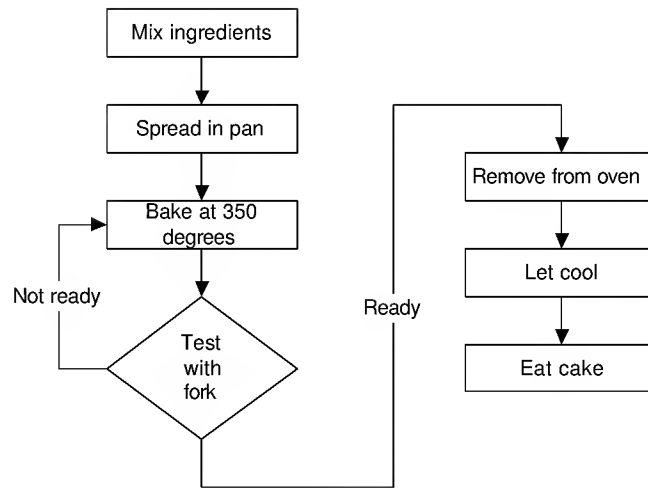 Mix ingredients
Spread in pan
Bake at 350
degrees
Not ready
Test
with
fork
Ready
Remove from oven
Let cool
Eat cake